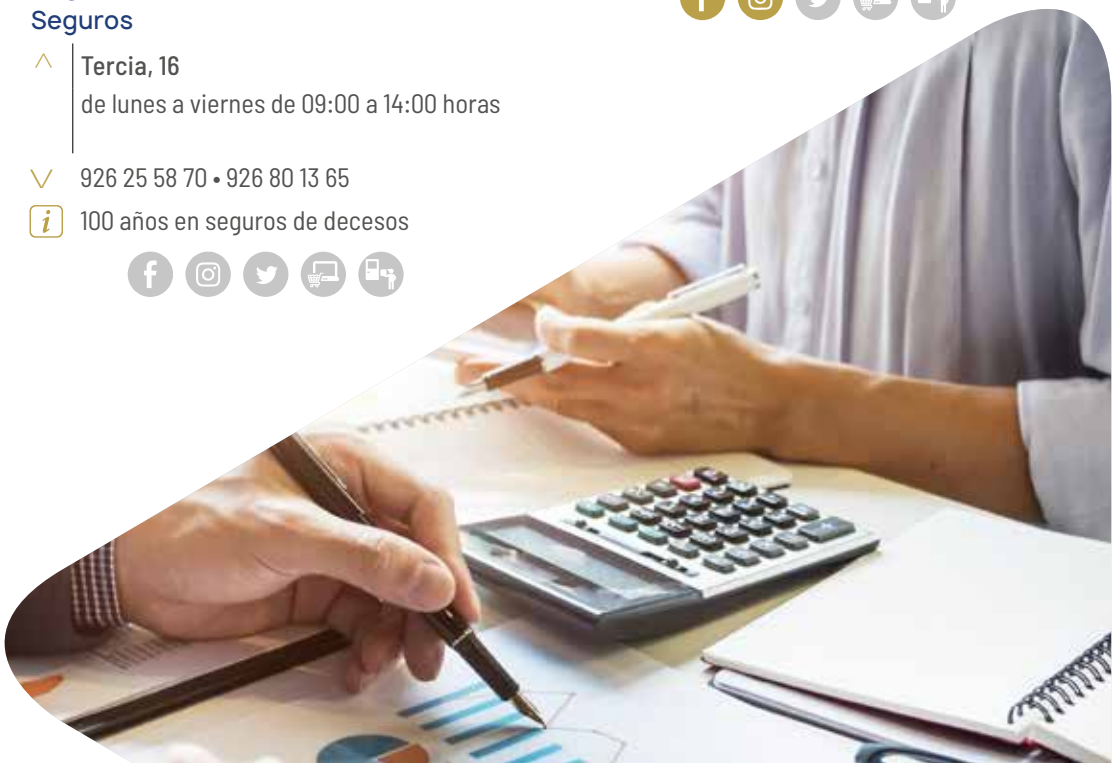 Seguros
Tercia, 16
de lunes a viernes de 09:00 a 14:00 horas
926 25 58 70 • 926 80 13 65
i 100 años en seguros de decesos